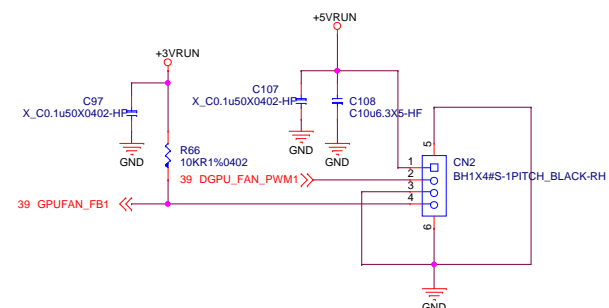 +5VRUN
+3VRUN
C97
X_C0.1u50X0402-HP
C107
X_C0.1u50X0402-HP
C108
C10u6.3X5-HF
GND
R66
10KR1%0402
GND
GND
5
CN2
BH1X4#S-1PITCH_BLACK-RH
1
2
3
4
39 DGPU_FAN_PWM1
39 GPUFAN_FB1
6
GND